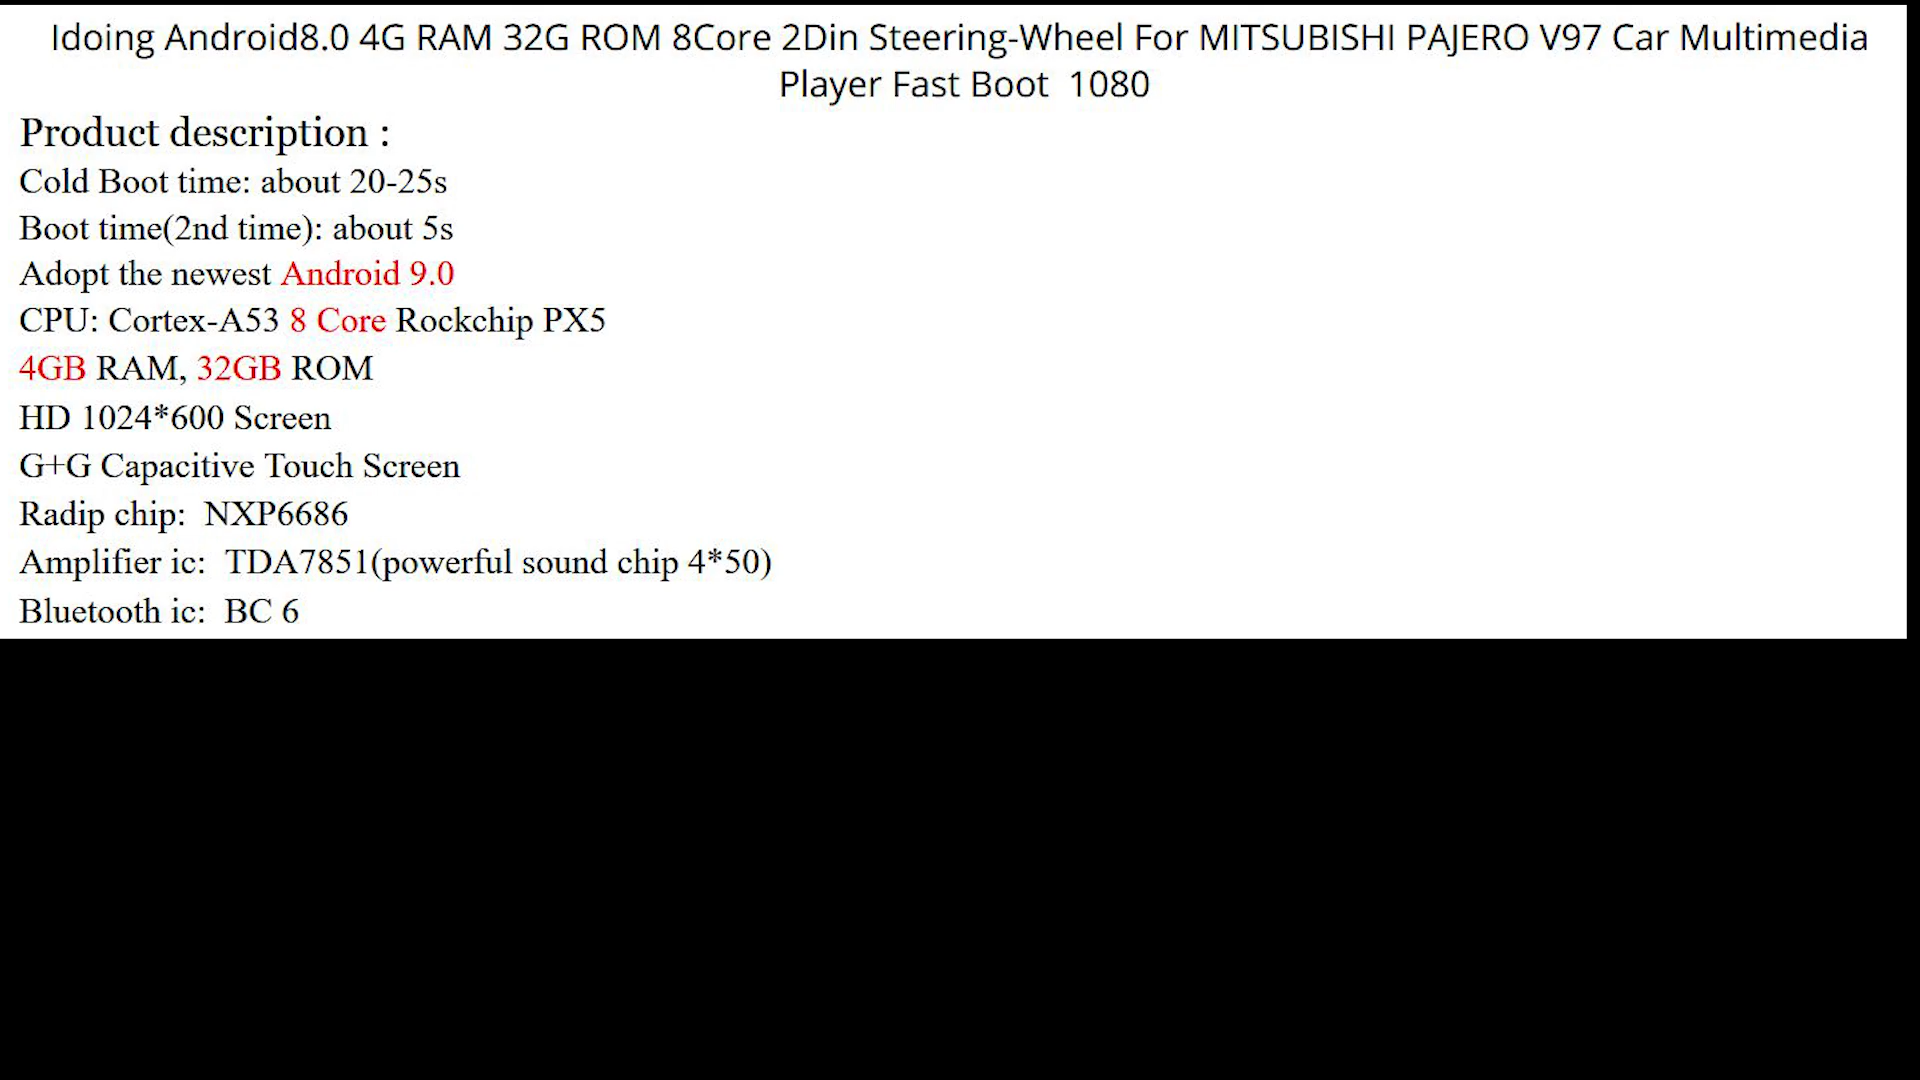 Idoing Android8.0 4G RAM 32G ROM 8Core 2Din Steering-Wheel For MITSUBISHI PAJERO V97 Car Multimedia
Player Fast Boot  1080
Product description :
Cold Boot time: about 20-25s
Boot time(2nd time): about 5s
Adopt the newest Android 9.0
CPU: Cortex-A53 8 Core Rockchip PX5
4GB RAM, 32GB ROM
HD 1024*600 Screen
G+G Capacitive Touch Screen
Radip chip:  NXP6686
Amplifier ic:  TDA7851(powerful sound chip 4*50)
Bluetooth ic:  BC 6